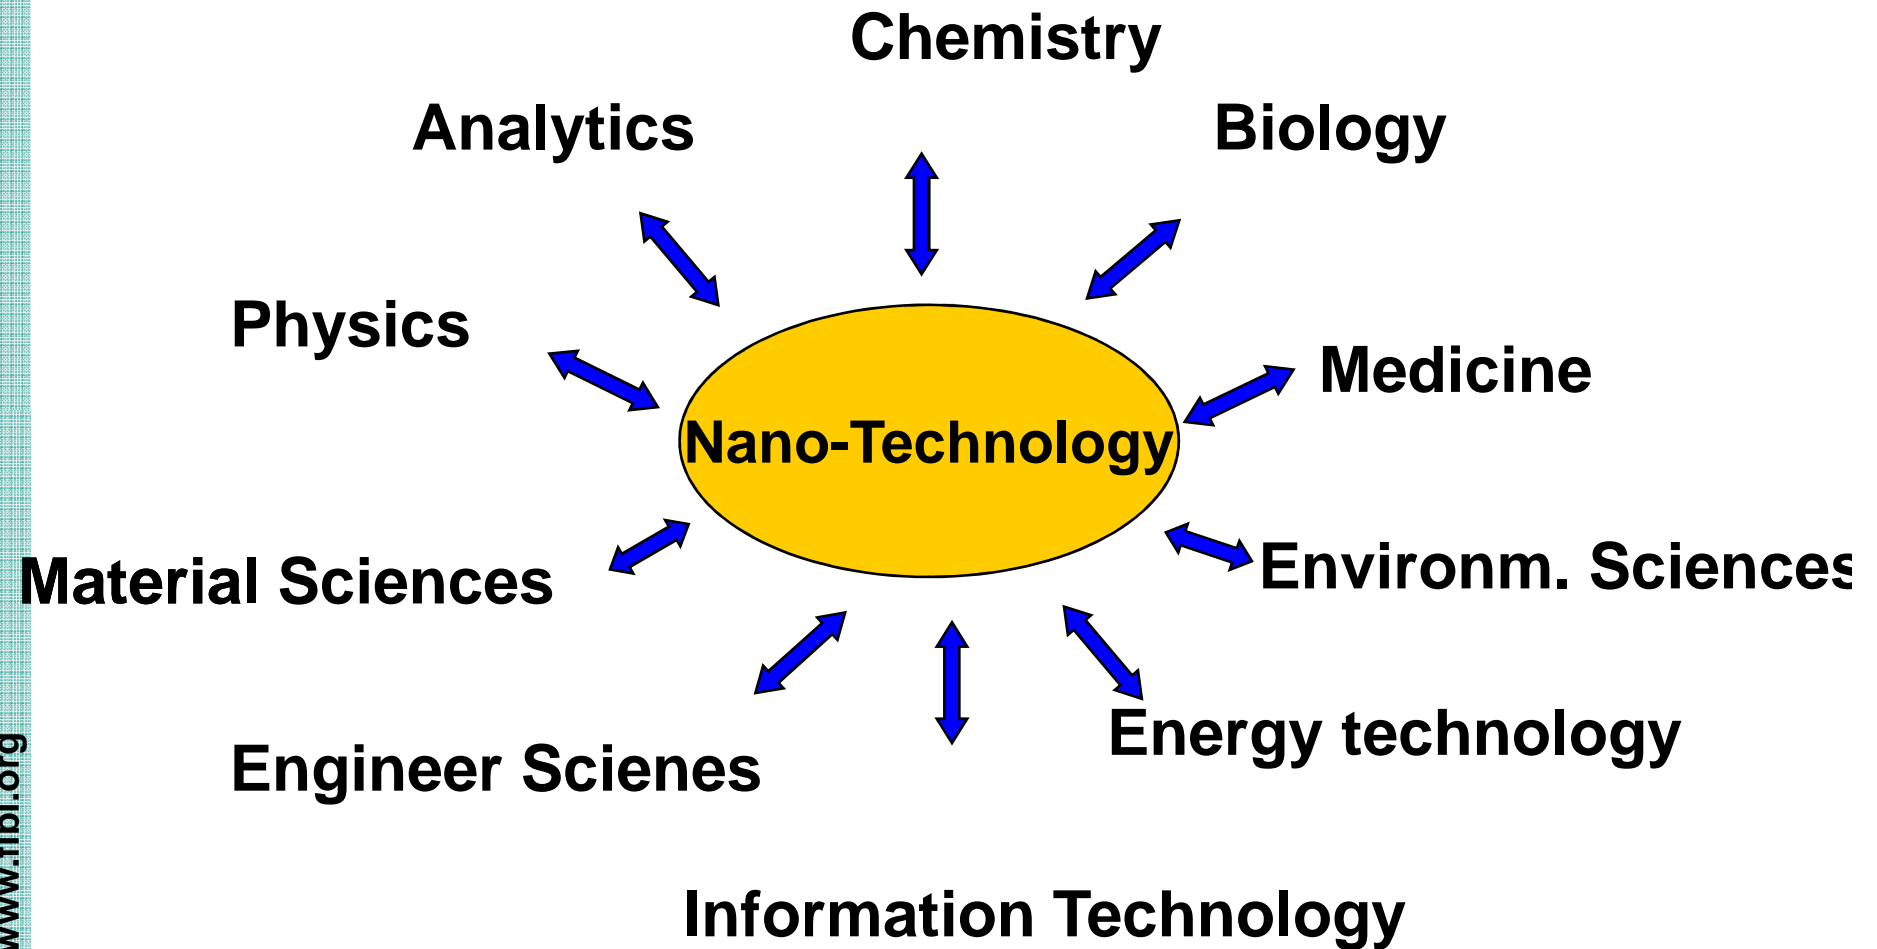 Chemistry
Analytics
Biology
Physics
Medicine
Nano-Technology
Environm. Sciences
Material Sciences
Energy technology
Engineer Scienes
Information Technology
www.fibl.org